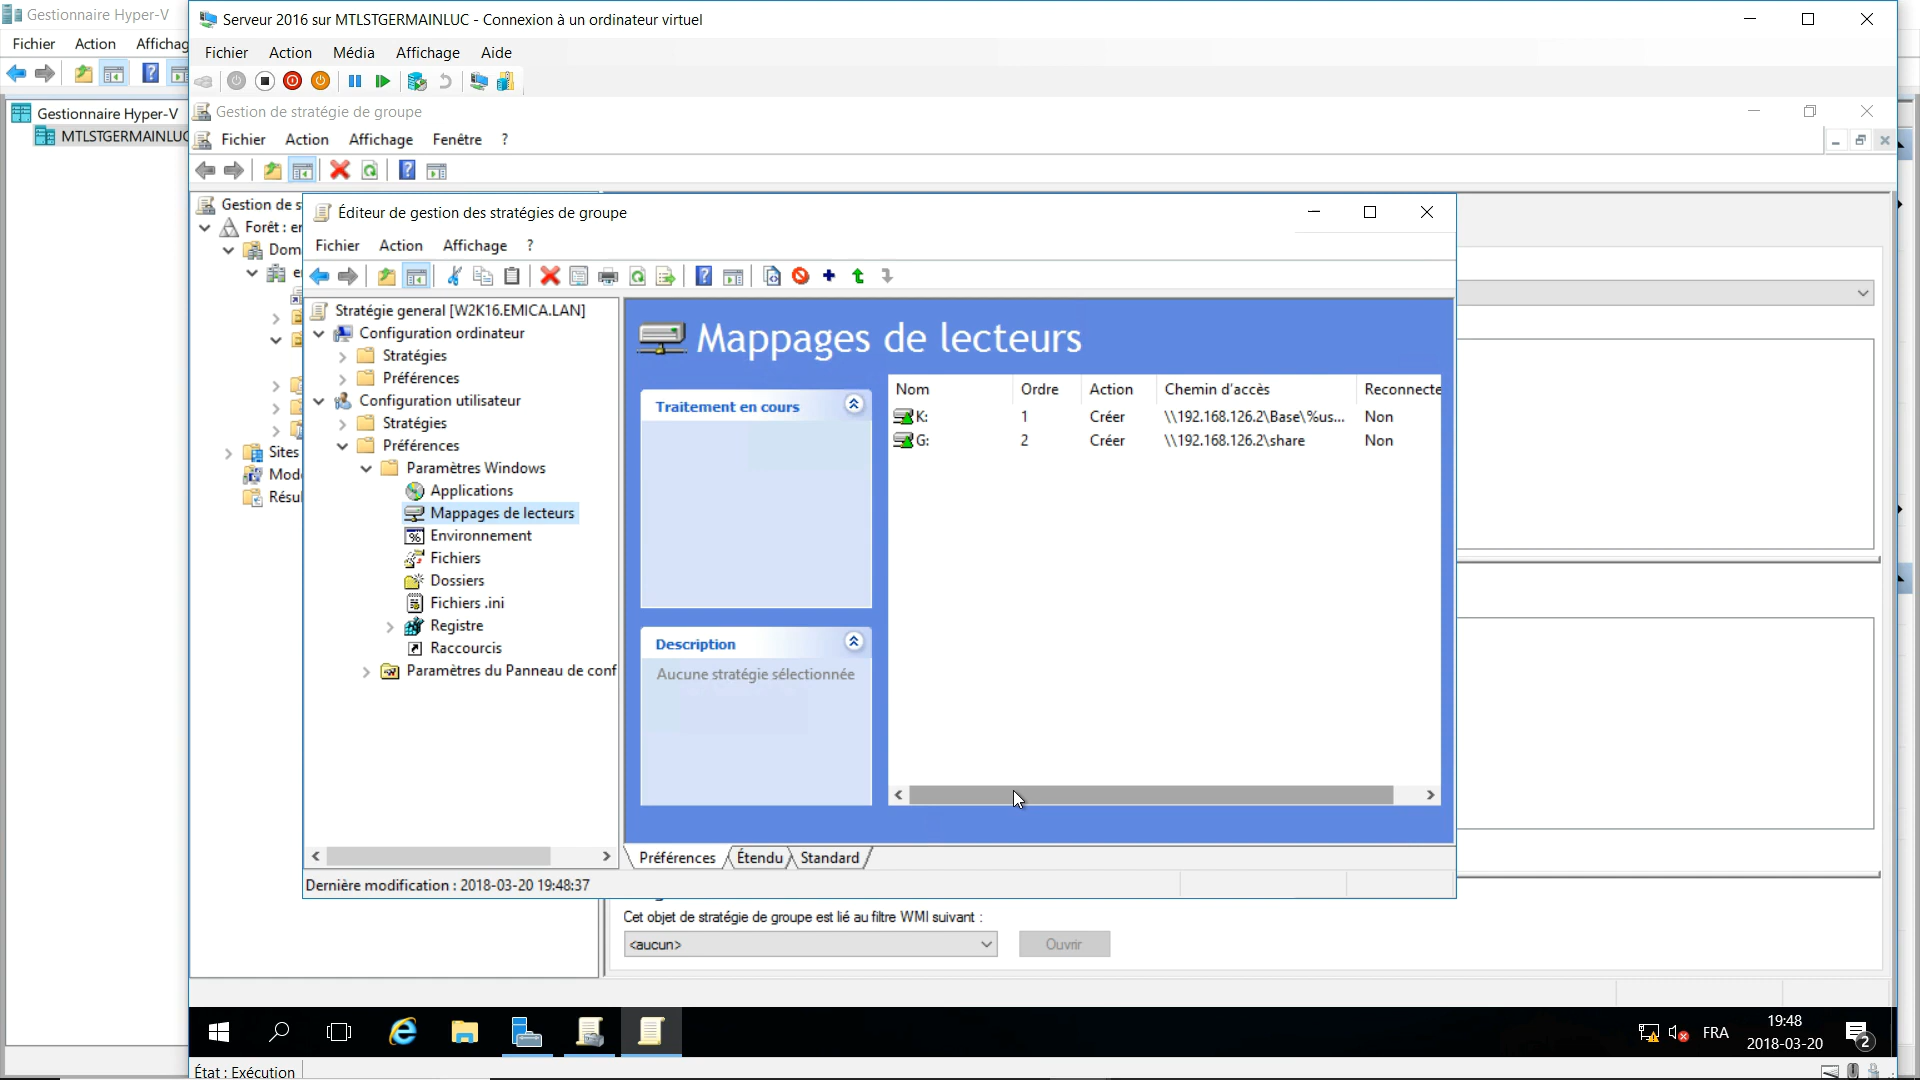 Gestionnaire Hyper-V
Fichier Action Affichag
Gestionnaire Hyper-V
MTLSTGERMAINLUC
Serveur 2016 sur MTLSTGERMAINLUC - Connexion à un ordinateur virtuel
Fichier Action Média Affichage Aide
Gestion de stratégie de groupe
Fichier Action Affichage Fenêtre ?
Gestion de s
Forêt : er
Dom
Sites
Mod
Résul
Éditeur de gestion des stratégies de groupe
Fichier Action Affichage ?
Stratégie general [W2K16.EMICA.LAN]
Configuration ordinateur
Stratégies
Préférences
Configuration utilisateur
Stratégies
Préférences
Paramètres Windows
Applications
Mappages de lecteurs
Environnement
Fichiers
Dossiers
Fichiers .ini
Registre
Raccourcis
Paramètres du Panneau de conf
Mappages de lecteurs
Traitement en cours
Description
Aucune stratégie sélectionnée
Nom Ordre Action Chemin d'accès Reconnecte
K: 1 Créer \\192.168.126.2\Base\%us... Non
G: 2 Créer \\192.168.126.2\share Non
Préférences Étendu Standard
Dernière modification : 2018-03-20 19:48:37
Cet objet de stratégie de groupe est lié au filtre WMI suivant :
<aucun> Ouvrir
FRA
19:48
2018-03-20
2
État : Exécution